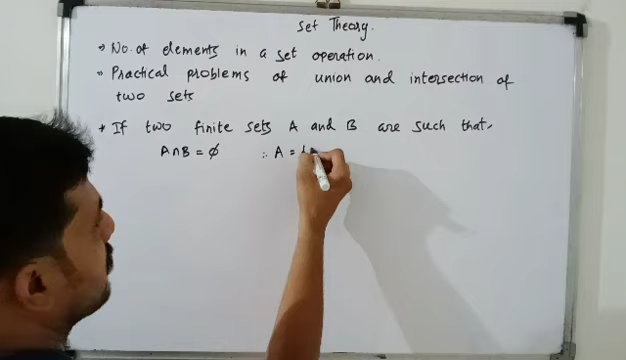 Set Theory.
→ No. of elements in a set operation.
→ Practical problems of union and intersection of
two sets
* If two finite sets A and B are such that,
A∩B = ϕ ∴ A = {